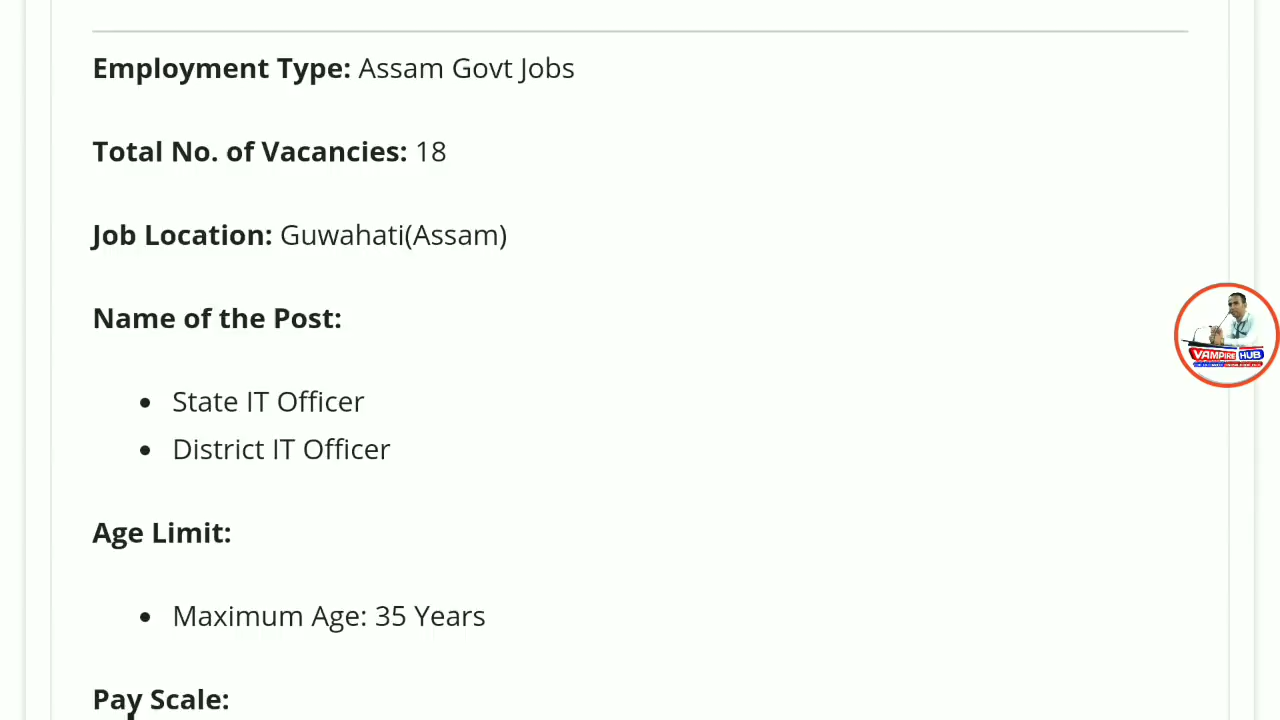 Employment Type: Assam Govt Jobs
Total No. of Vacancies: 18
Job Location: Guwahati(Assam)
Name of the Post:
• State IT Officer
• District IT Officer
Age Limit:
• Maximum Age: 35 Years
Pay Scale:
VAMPIRE HUB